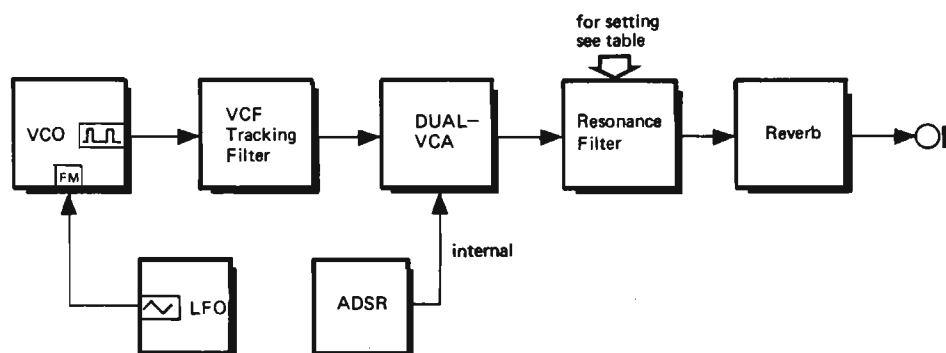 for setting
see table
VCO
FM
VCF
Tracking
Filter
DUAL-
VCA
Resonance
Filter
Reverb
internal
LFO
ADSR